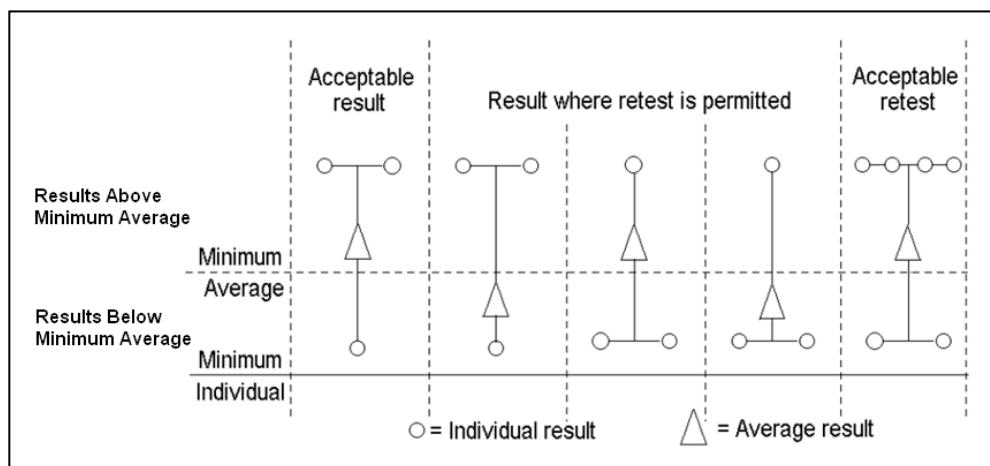 Acceptable
result
Result where retest is permitted
Acceptable
retest
Results Above
Minimum Average
Minimum
Average
Results Below
Minimum Average
Minimum
Individual
= Individual result
= Average result